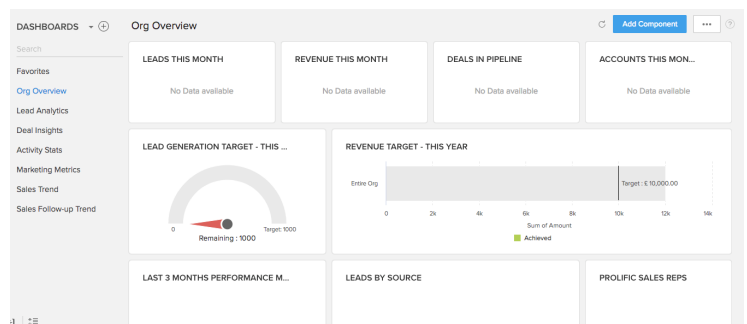 DASHBOARDS
Search
Favorites
Org Overview
Lead Analytics
Deal Insights
Activity Stats
Marketing Metrics
Sales Trend
Sales Follow-up Trend
Org Overview
Add Component
•••
?
LEADS THIS MONTH
No Data available
REVENUE THIS MONTH
No Data available
DEALS IN PIPELINE
No Data available
ACCOUNTS THIS MON...
No Data available
LEAD GENERATION TARGET - THIS ...
0
Target: 1000
Remaining : 1000
REVENUE TARGET - THIS YEAR
Entire Org
Target : £ 10,000.00
0 2k 4k 6k 8k 10k 12k 14k
Sum of Amount
Achieved
LAST 3 MONTHS PERFORMANCE M...
LEADS BY SOURCE
PROLIFIC SALES REPS